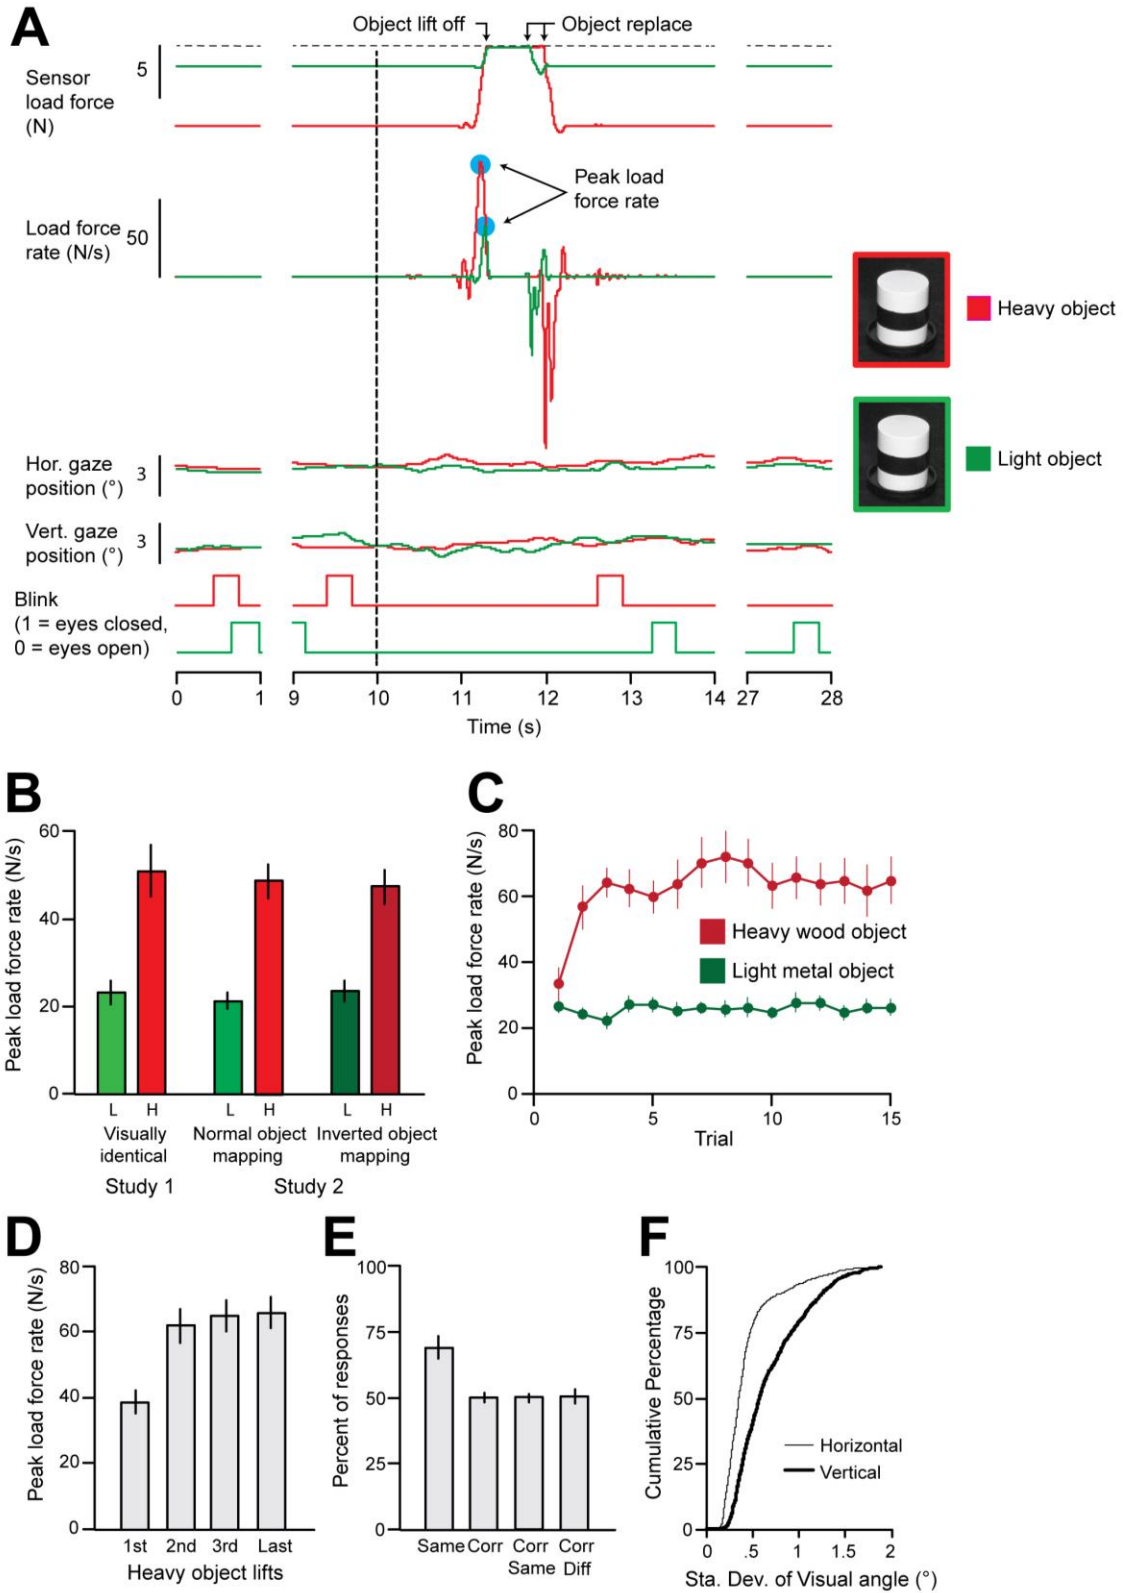 A
Object lift off
Object replace
Sensor
load force
(N)
5
Peak load
force rate
Load force
rate (N/s)
50
Heavy object
Light object
Hor. gaze
position (°)
3
Vert. gaze
position (°)
3
Blink
(1 = eyes closed,
0 = eyes open)
0 1 9 10 11 12 13 14 27 28
Time (s)
B
Peak load force rate (N/s)
60
40
20
0
L H L H L H
Visually
identical
Normal object
mapping
Inverted object
mapping
Study 1
Study 2
C
Peak load force rate (N/s)
80
60
40
20
0
Heavy wood object
Light metal object
0 5 10 15
Trial
D
Peak load force rate (N/s)
80
60
40
20
0
1st 2nd 3rd Last
Heavy object lifts
E
Percent of responses
100
75
50
25
0
Same Corr Corr
Same
Corr
Diff
F
Cumulative Percentage
100
75
50
25
0
Horizontal
Vertical
0 .5 1 1.5 2
Sta. Dev. of Visual angle (°)